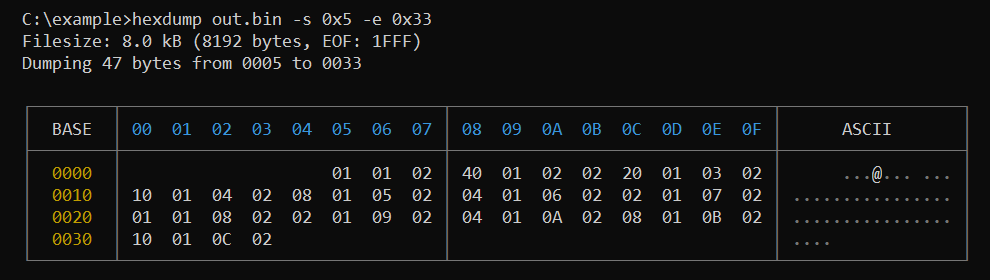 C:\example>hexdump out.bin -s 0x5 -e 0x33
Filesize: 8.0 kB (8192 bytes, EOF: 1FFF)
Dumping 47 bytes from 0005 to 0033
BASE 00 01 02 03 04 05 06 07 08 09 0A 0B 0C 0D 0E 0F ASCII
0000 01 01 02 40 01 02 02 20 01 03 02 ...@... ...
0010 10 01 04 02 08 01 05 02 04 01 06 02 02 01 07 02 ................
0020 01 01 08 02 02 01 09 02 04 01 0A 02 08 01 0B 02 ................
0030 10 01 0C 02 ....